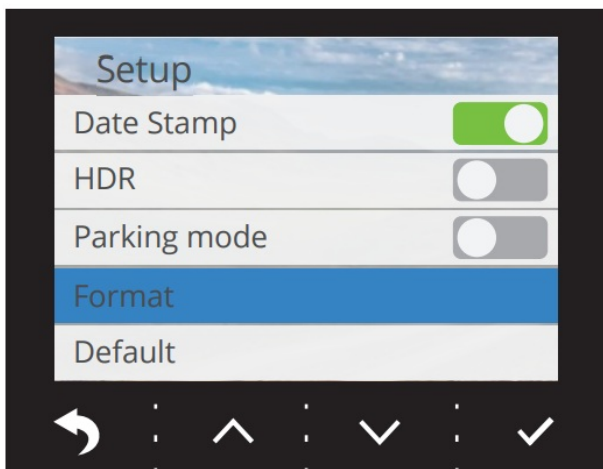 Setup
Date Stamp
HDR
Parking mode
Format
Default